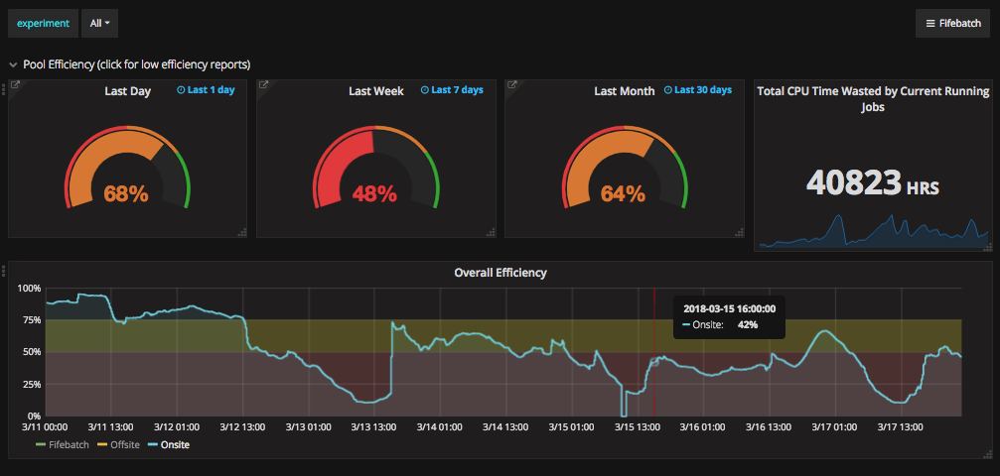 experiment All Fifebatch
Pool Efficiency (click for low efficiency reports)
Last Day Last 1 day
68%
Last Week Last 7 days
48%
Last Month Last 30 days
64%
Total CPU Time Wasted by Current Running
Jobs
40823 HRS
Overall Efficiency
100%
75%
50%
25%
0%
2018-03-15 16:00:00
Onsite: 42%
3/11 00:00 3/11 13:00 3/12 01:00 3/12 13:00 3/13 01:00 3/13 13:00 3/14 01:00 3/14 13:00 3/15 01:00 3/15 13:00 3/16 01:00 3/16 13:00 3/17 01:00 3/17 13:00
Fifebatch Offsite Onsite